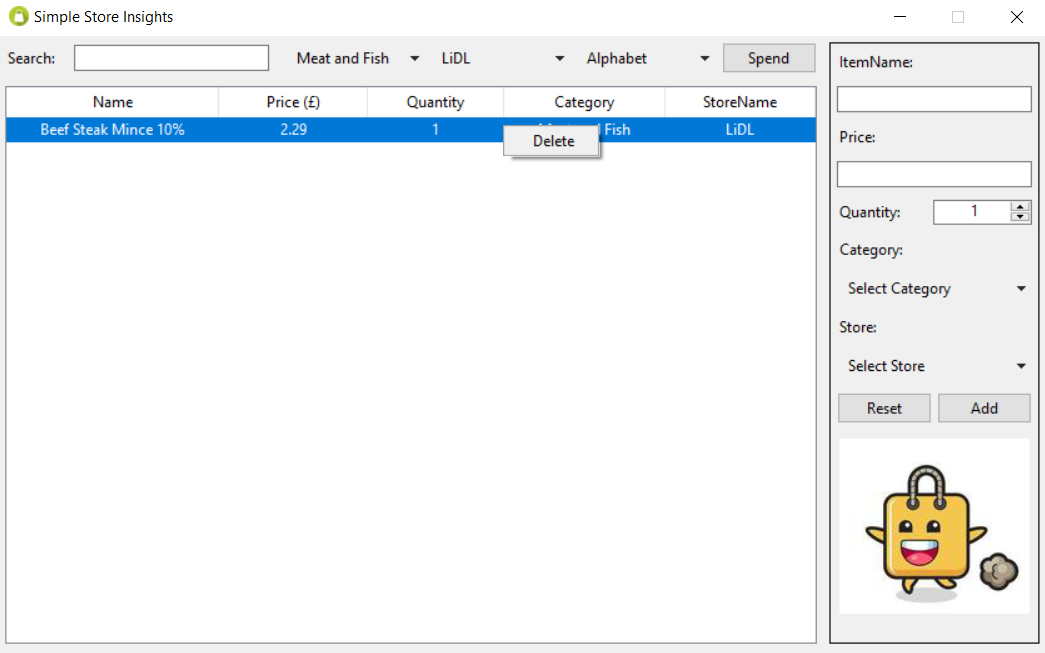 Simple Store Insights
Search: Meat and Fish LiDL Alphabet Spend
Name Price (£) Quantity Category StoreName
Beef Steak Mince 10% 2.29 1 Fish LiDL
Delete
ItemName:
Price:
Quantity: 1
Category:
Select Category
Store:
Select Store
Reset Add